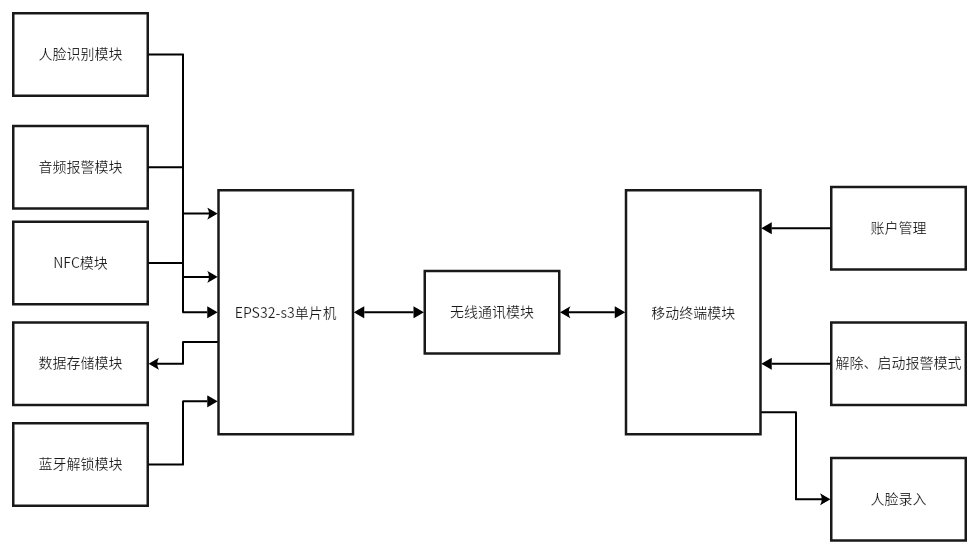 人脸识别模块
音频报警模块
NFC模块
数据存储模块
蓝牙解锁模块
EPS32-s3单片机
无线通讯模块
移动终端模块
账户管理
解除、启动报警模式
人脸录入